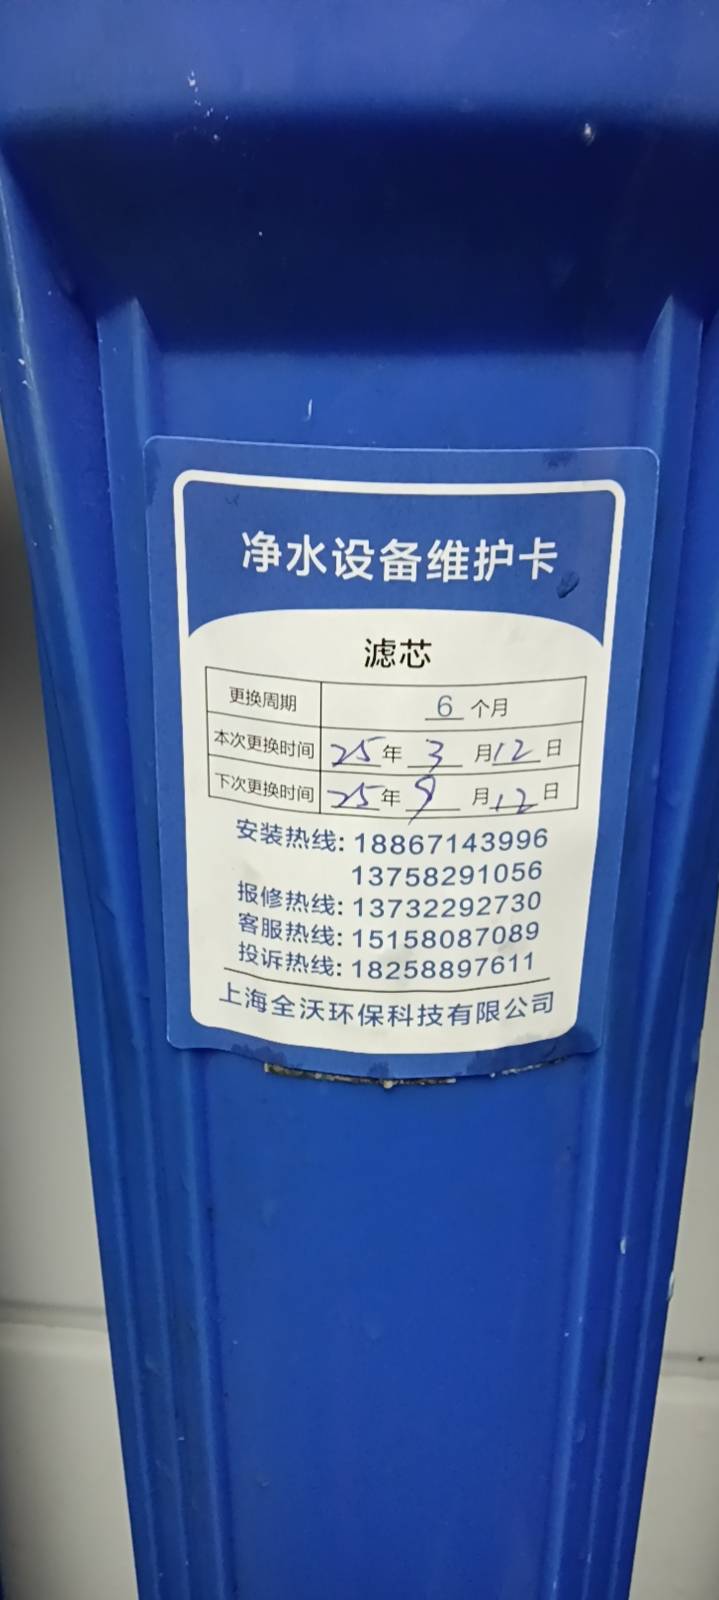 净水设备维护卡
滤芯
更换周期 6 个月
本次更换时间 25年 3 月12日
下次更换时间 25年 9 月12日
安装热线: 18867143996
13758291056
报修热线: 13732292730
客服热线: 15158087089
投诉热线: 18258897611
上海全沃环保科技有限公司